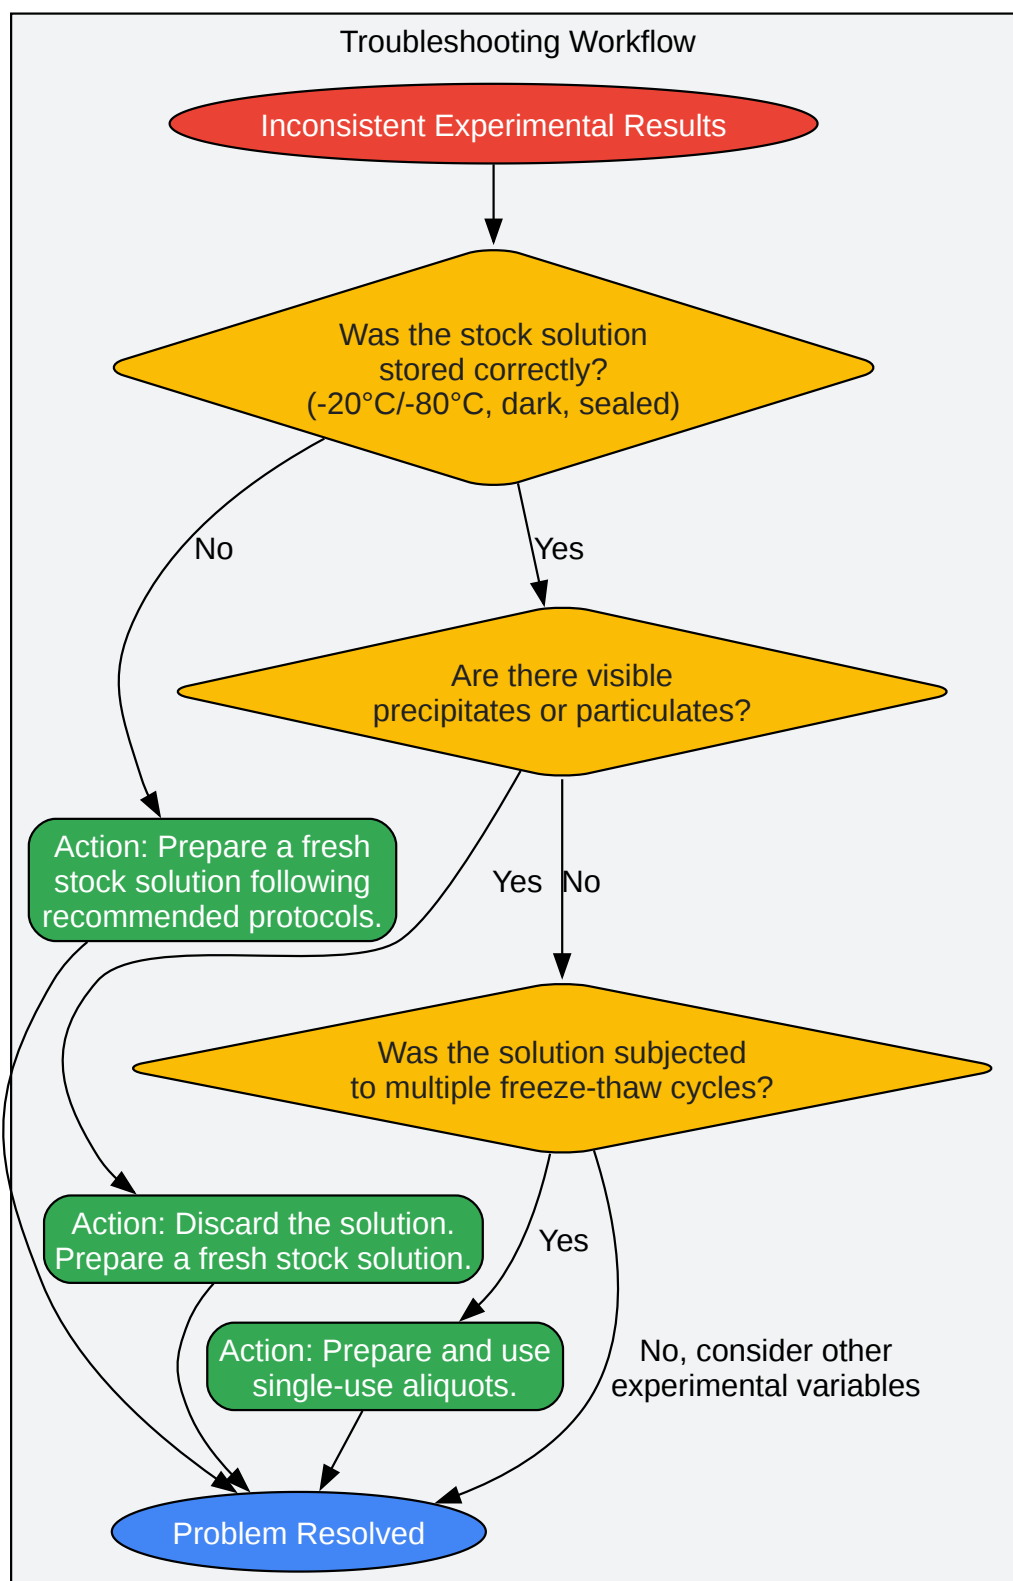 Troubleshooting Workflow
Inconsistent Experimental Results
Was the stock solution
stored correctly?
(-20°C/-80°C, dark, sealed)
No
Yes
Are there visible
precipitates or particulates?
Action: Prepare a fresh
stock solution following
recommended protocols.
Yes
No
Was the solution subjected
to multiple freeze-thaw cycles?
Action: Discard the solution.
Prepare a fresh stock solution.
Yes
Action: Prepare and use
single-use aliquots.
No, consider other
experimental variables
Problem Resolved